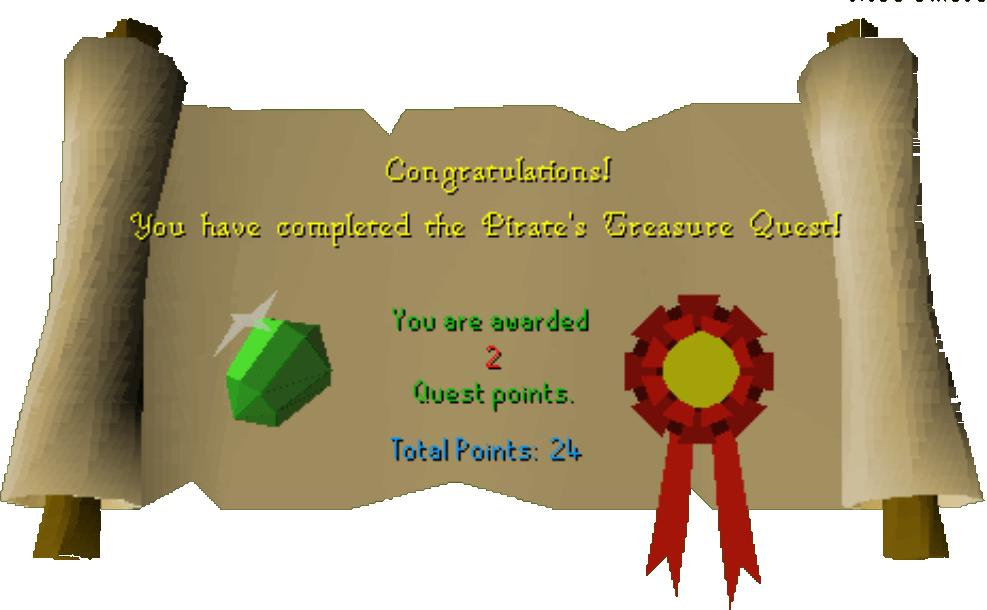 Congratulations!
You have completed the Pirate's Treasure Quest!
You are awarded
2
Quest points.
Total Points: 24